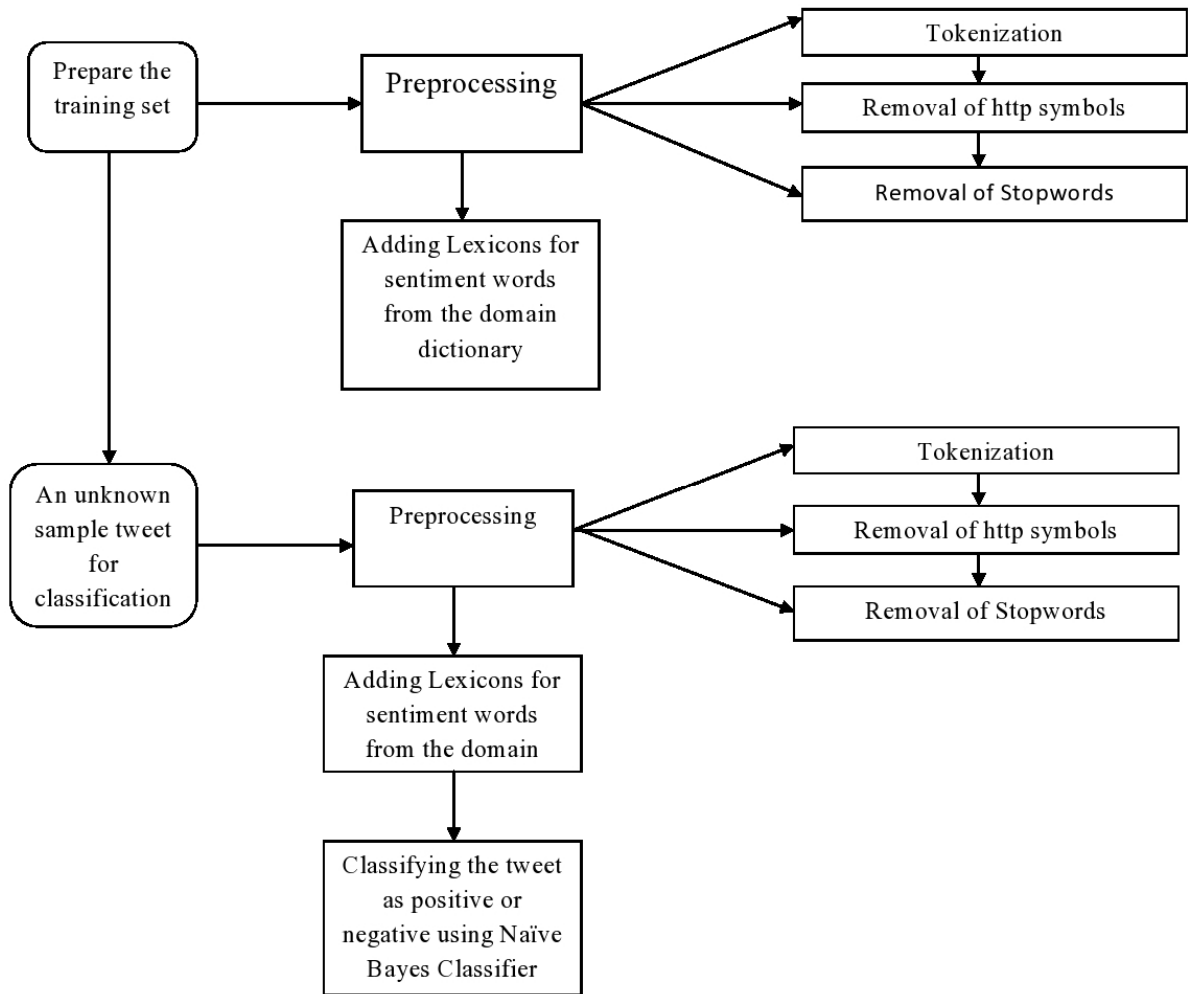 Prepare the
training set
Preprocessing
Tokenization
Removal of http symbols
Removal of Stopwords
Adding Lexicons for
sentiment words
from the domain
dictionary
An unknown
sample tweet
for
classification
Preprocessing
Tokenization
Removal of http symbols
Removal of Stopwords
Adding Lexicons for
sentiment words
from the domain
Classifying the tweet
as positive or
negative using Naïve
Bayes Classifier